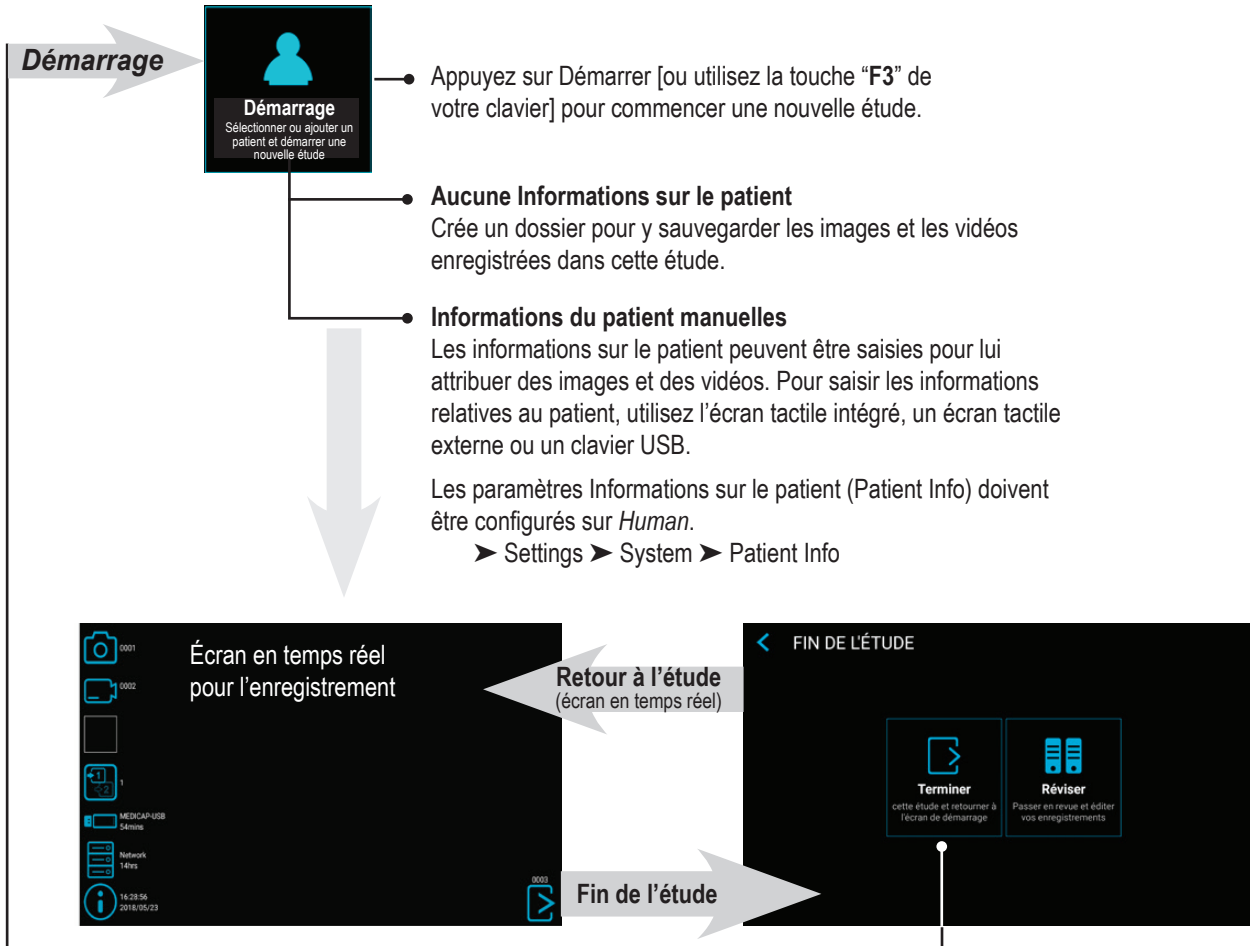 Démarrage
Démarrage
Sélectionner ou ajouter un
patient et démarrer une
nouvelle étude
Appuyez sur Démarrer [ou utilisez la touche “F3” de
votre clavier] pour commencer une nouvelle étude.
Aucune Informations sur le patient
Crée un dossier pour y sauvegarder les images et les vidéos
enregistrées dans cette étude.
Informations du patient manuelles
Les informations sur le patient peuvent être saisies pour lui
attribuer des images et des vidéos. Pour saisir les informations
relatives au patient, utilisez l’écran tactile intégré, un écran tactile
externe ou un clavier USB.
Les paramètres Informations sur le patient (Patient Info) doivent
être configurés sur Human.
➤ Settings ➤ System ➤ Patient Info
0001
0002
1
2
1
MEDICAP-USB
54mins
Network
14hrs
16:28:56
2018/05/23
Écran en temps réel
pour l’enregistrement
0003
Retour à l’étude
(écran en temps réel)
Fin de l’étude
FIN DE L'ÉTUDE
Terminer
cette étude et retourner à
l'écran de démarrage
Réviser
Passer en revue et éditer
vos enregistrements